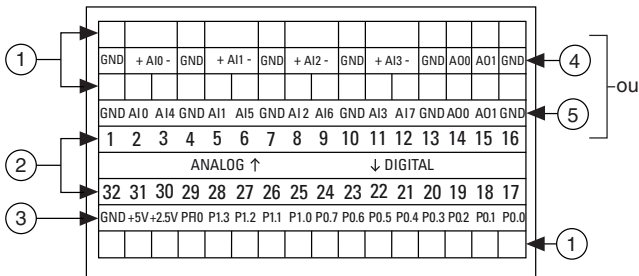 GND + AI0 - GND + AI1 - GND + AI2 - GND + AI3 - GND AO0 AO1 GND
GND AI0 AI4 GND AI1 AI5 GND AI2 AI6 GND AI3 AI7 GND AO0 AO1 GND
1 2 3 4 5 6 7 8 9 10 11 12 13 14 15 16
ANALOG ↑ ↓ DIGITAL
32 31 30 29 28 27 26 25 24 23 22 21 20 19 18 17
GND +5V +2.5V PFI0 P1.3 P1.2 P1.1 P1.0 P0.7 P0.6 P0.5 P0.4 P0.3 P0.2 P0.1 P0.0
1
2
3
4
ou
5
1